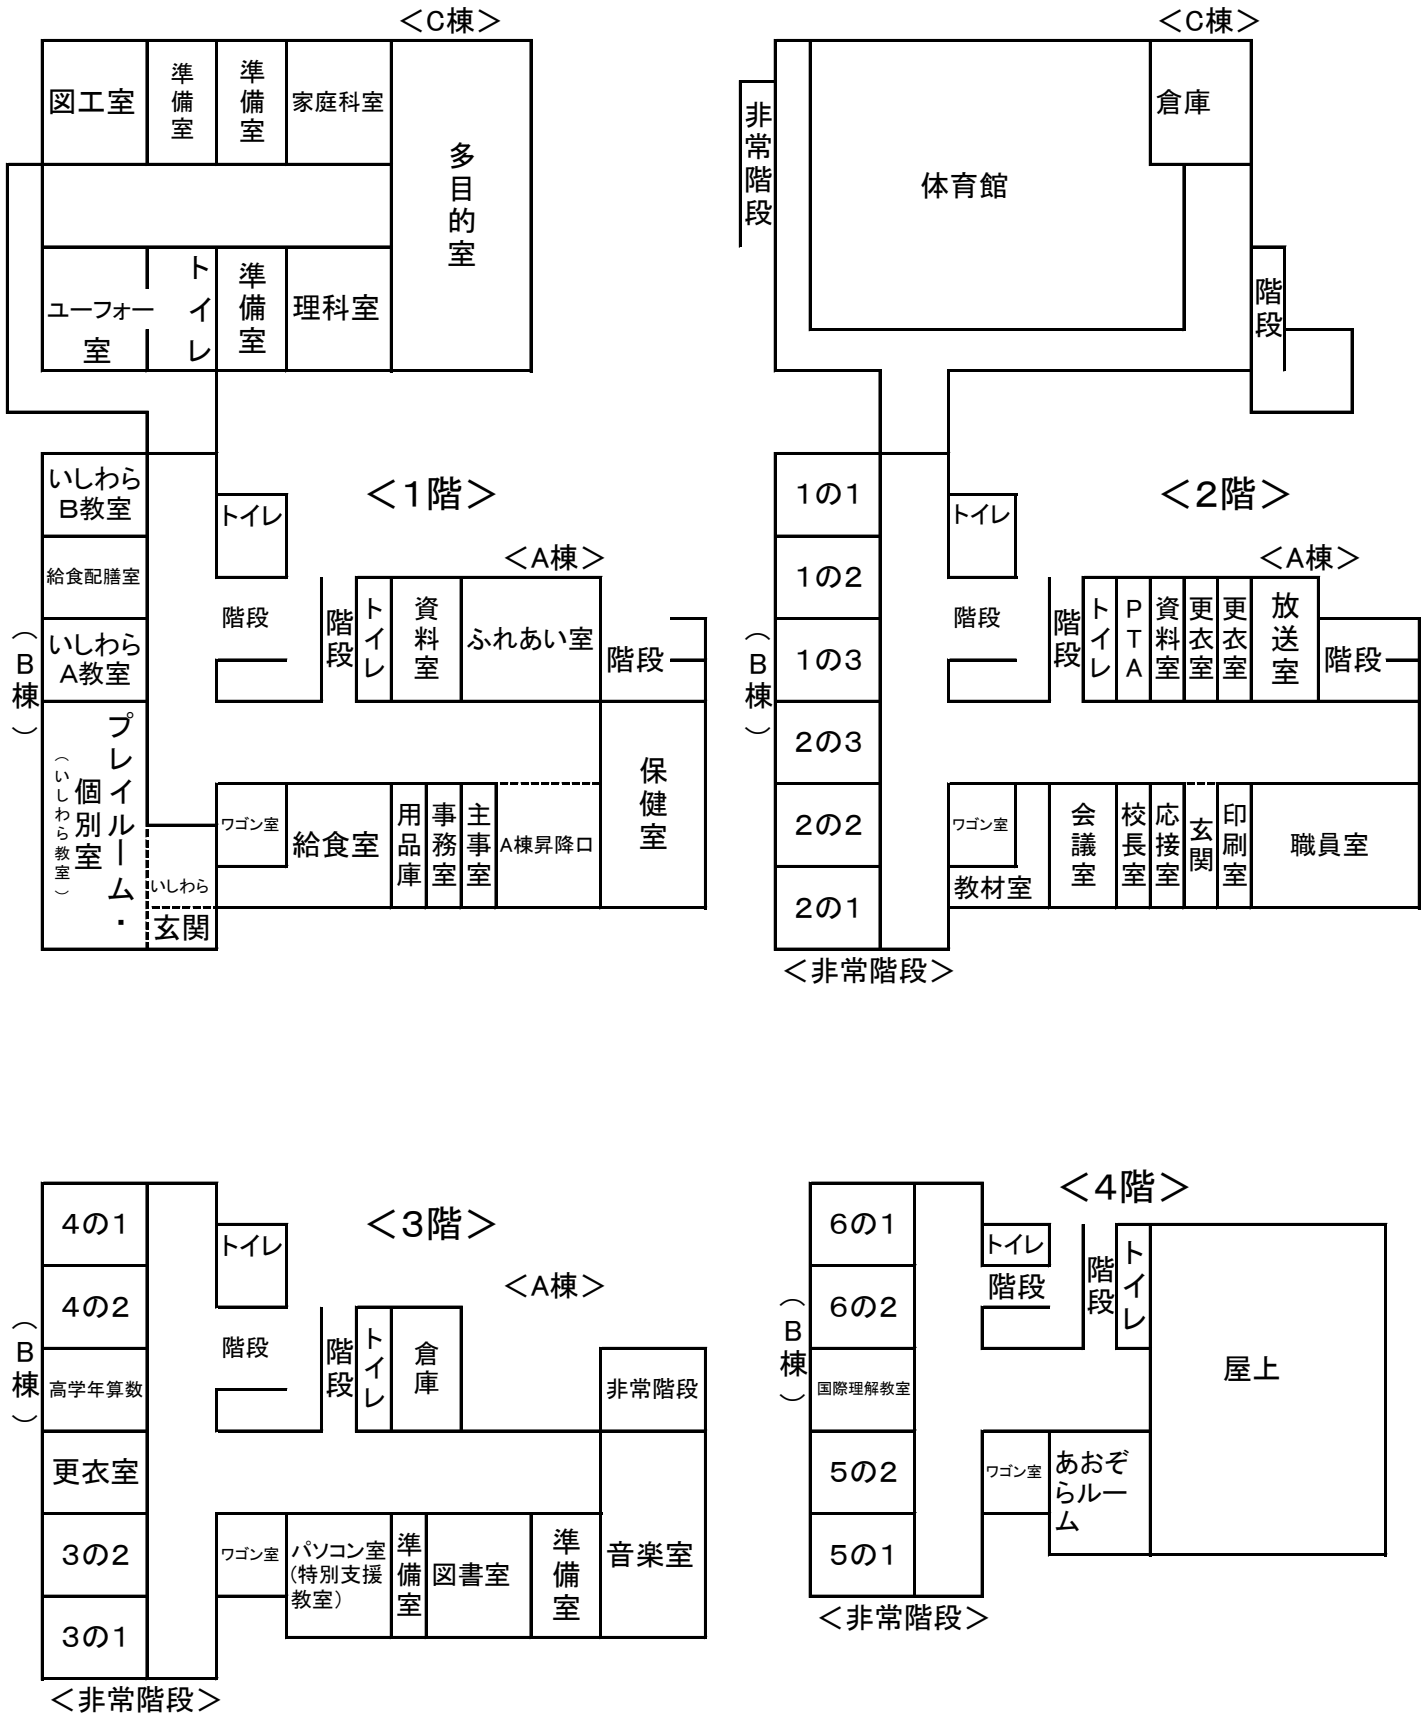 ＜C棟＞
図工室
準備室
準備室
家庭科室
多目的室
ユーフォー室
トイレ
準備室
理科室
＜1階＞
いしわら
B教室
給食配膳室
いしわら
A教室
（B棟）
プレイルーム・
個別室
（いしわら教室）
いしわら
玄関
トイレ
階段
階段
トイレ
資料室
＜A棟＞
ふれあい室
階段
保健室
ワゴン室
給食室
用品庫
事務室
主事室
A棟昇降口
＜C棟＞
非常階段
体育館
倉庫
階段
＜2階＞
1の1
1の2
1の3
2の3
2の2
2の1
（B棟）
＜非常階段＞
トイレ
階段
階段
トイレ
PTA
資料室
更衣室
更衣室
＜A棟＞
放送室
階段
ワゴン室
教材室
会議室
校長室
応接室
玄関
印刷室
職員室
＜3階＞
4の1
4の2
高学年算数
更衣室
3の2
3の1
（B棟）
＜非常階段＞
トイレ
階段
階段
トイレ
倉庫
＜A棟＞
非常階段
ワゴン室
パソコン室
(特別支援
教室)
準備室
図書室
準備室
音楽室
＜4階＞
6の1
6の2
国際理解教室
5の2
5の1
（B棟）
＜非常階段＞
トイレ
階段
階段
トイレ
屋上
ワゴン室
あおぞ
らルー
ム